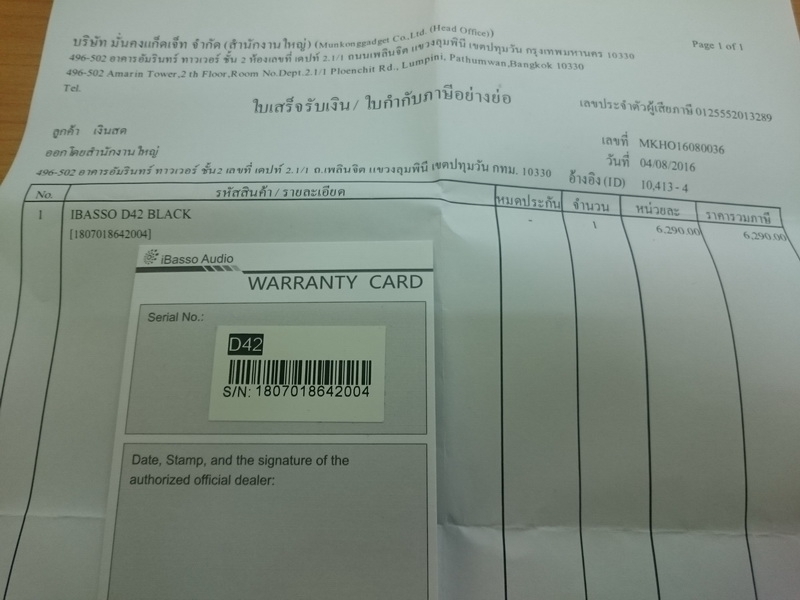 บริษัท มั่นคงแก็ดเจ็ท จำกัด (สำนักงานใหญ่) (Munkonggadget Co.,Ltd. (Head Office))
Page 1 of 1
496-502 อาคารอัมรินทร์ ทาวเวอร์ ชั้น 2 ห้องเลขที่ เดปท์ 2.1/1 ถนนเพลินจิต แขวงลุมพินี เขตปทุมวัน กรุงเทพมหานคร 10330
496-502 Amarin Tower,2 th Floor,Room No.Dept.2.1/1 Ploenchit Rd., Lumpini, Pathumwan,Bangkok 10330
Tel.
ใบเสร็จรับเงิน / ใบกำกับภาษีอย่างย่อ
เลขประจำตัวผู้เสียภาษี 0125552013289
ลูกค้า เงินสด
เลขที่ MKHO16080036
ออกโดยสำนักงานใหญ่
วันที่ 04/08/2016
496-502 อาคารอัมรินทร์ ทาวเวอร์ ชั้น2 เลขที่ เดปท์ 2.1/1 ถ.เพลินจิต แขวงลุมพินี เขตปทุมวัน กทม. 10330
อ้างอิง (ID) 10,413 - 4
No. รหัสสินค้า / รายละเอียด หมดประกัน จำนวน หน่วยละ ราคารวมภาษี
1 IBASSO D42 BLACK - 1 6,290.00 6,290.00
[1807018642004]
iBasso Audio
WARRANTY CARD
Serial No.:
D42
S/N: 1807018642004
Date, Stamp, and the signature of the
authorized official dealer: